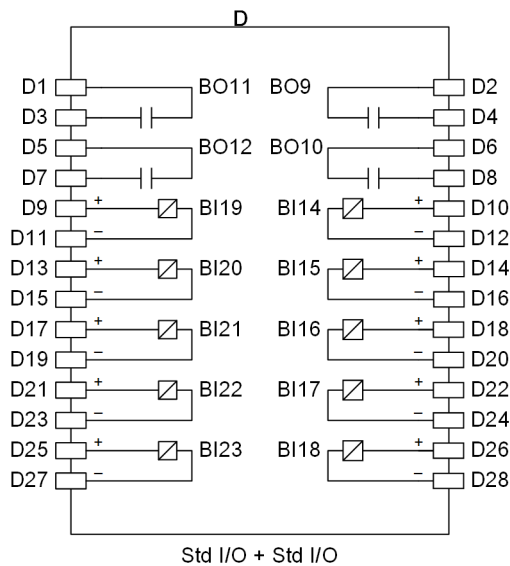 D
D1 BO11 BO9 D2
D3 D4
D5 BO12 BO10 D6
D7 D8
D9 + BI19 BI14 + D10
D11 – – D12
D13 + BI20 BI15 + D14
D15 – – D16
D17 + BI21 BI16 + D18
D19 – – D20
D21 + BI22 BI17 + D22
D23 – – D24
D25 + BI23 BI18 + D26
D27 – – D28
Std I/O + Std I/O